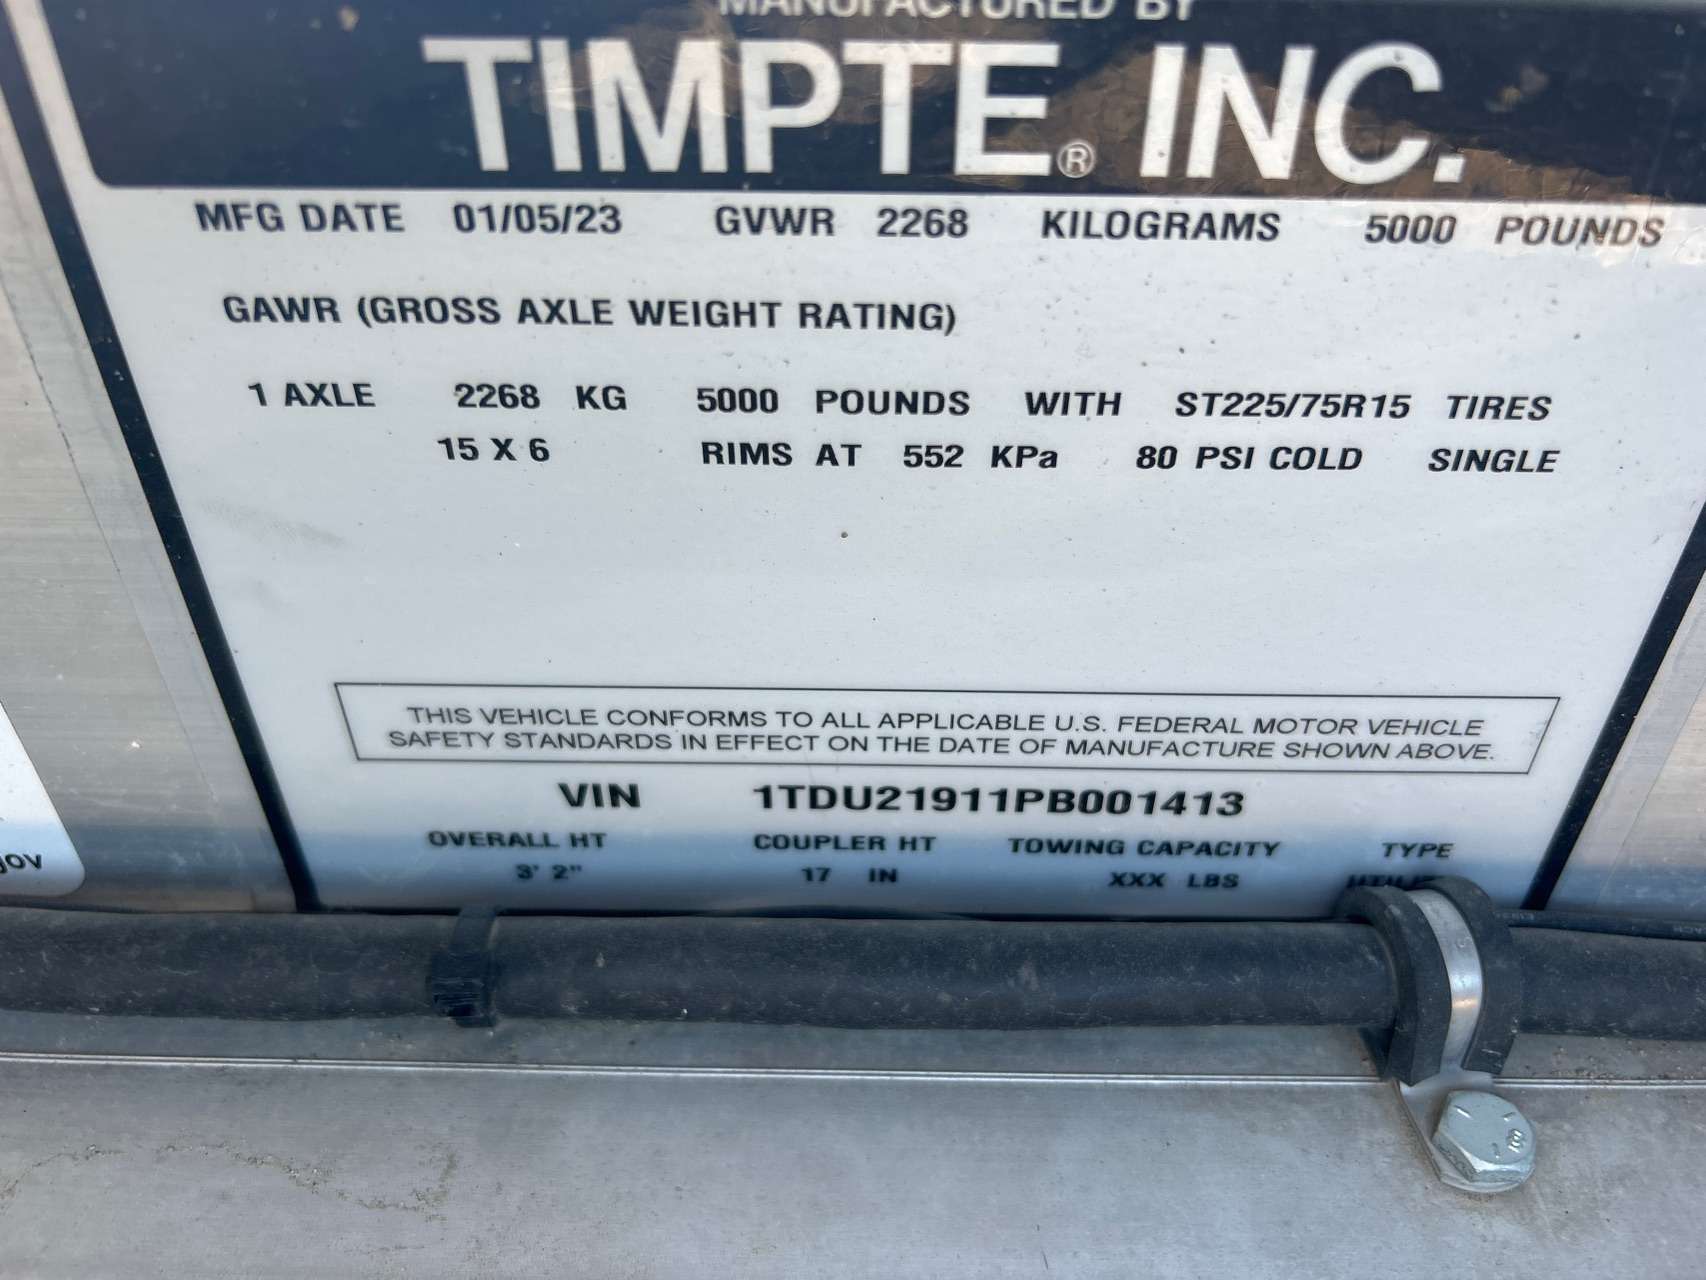 MANUFACTURED BY
TIMPTE® INC.
MFG DATE 01/05/23 GVWR 2268 KILOGRAMS 5000 POUNDS
GAWR (GROSS AXLE WEIGHT RATING)
1 AXLE 2268 KG 5000 POUNDS WITH ST225/75R15 TIRES
15 X 6 RIMS AT 552 KPa 80 PSI COLD SINGLE
THIS VEHICLE CONFORMS TO ALL APPLICABLE U.S. FEDERAL MOTOR VEHICLE
SAFETY STANDARDS IN EFFECT ON THE DATE OF MANUFACTURE SHOWN ABOVE.
VIN 1TDU21911PB001413
OVERALL HT COUPLER HT TOWING CAPACITY TYPE
3' 2" 17 IN XXX LBS